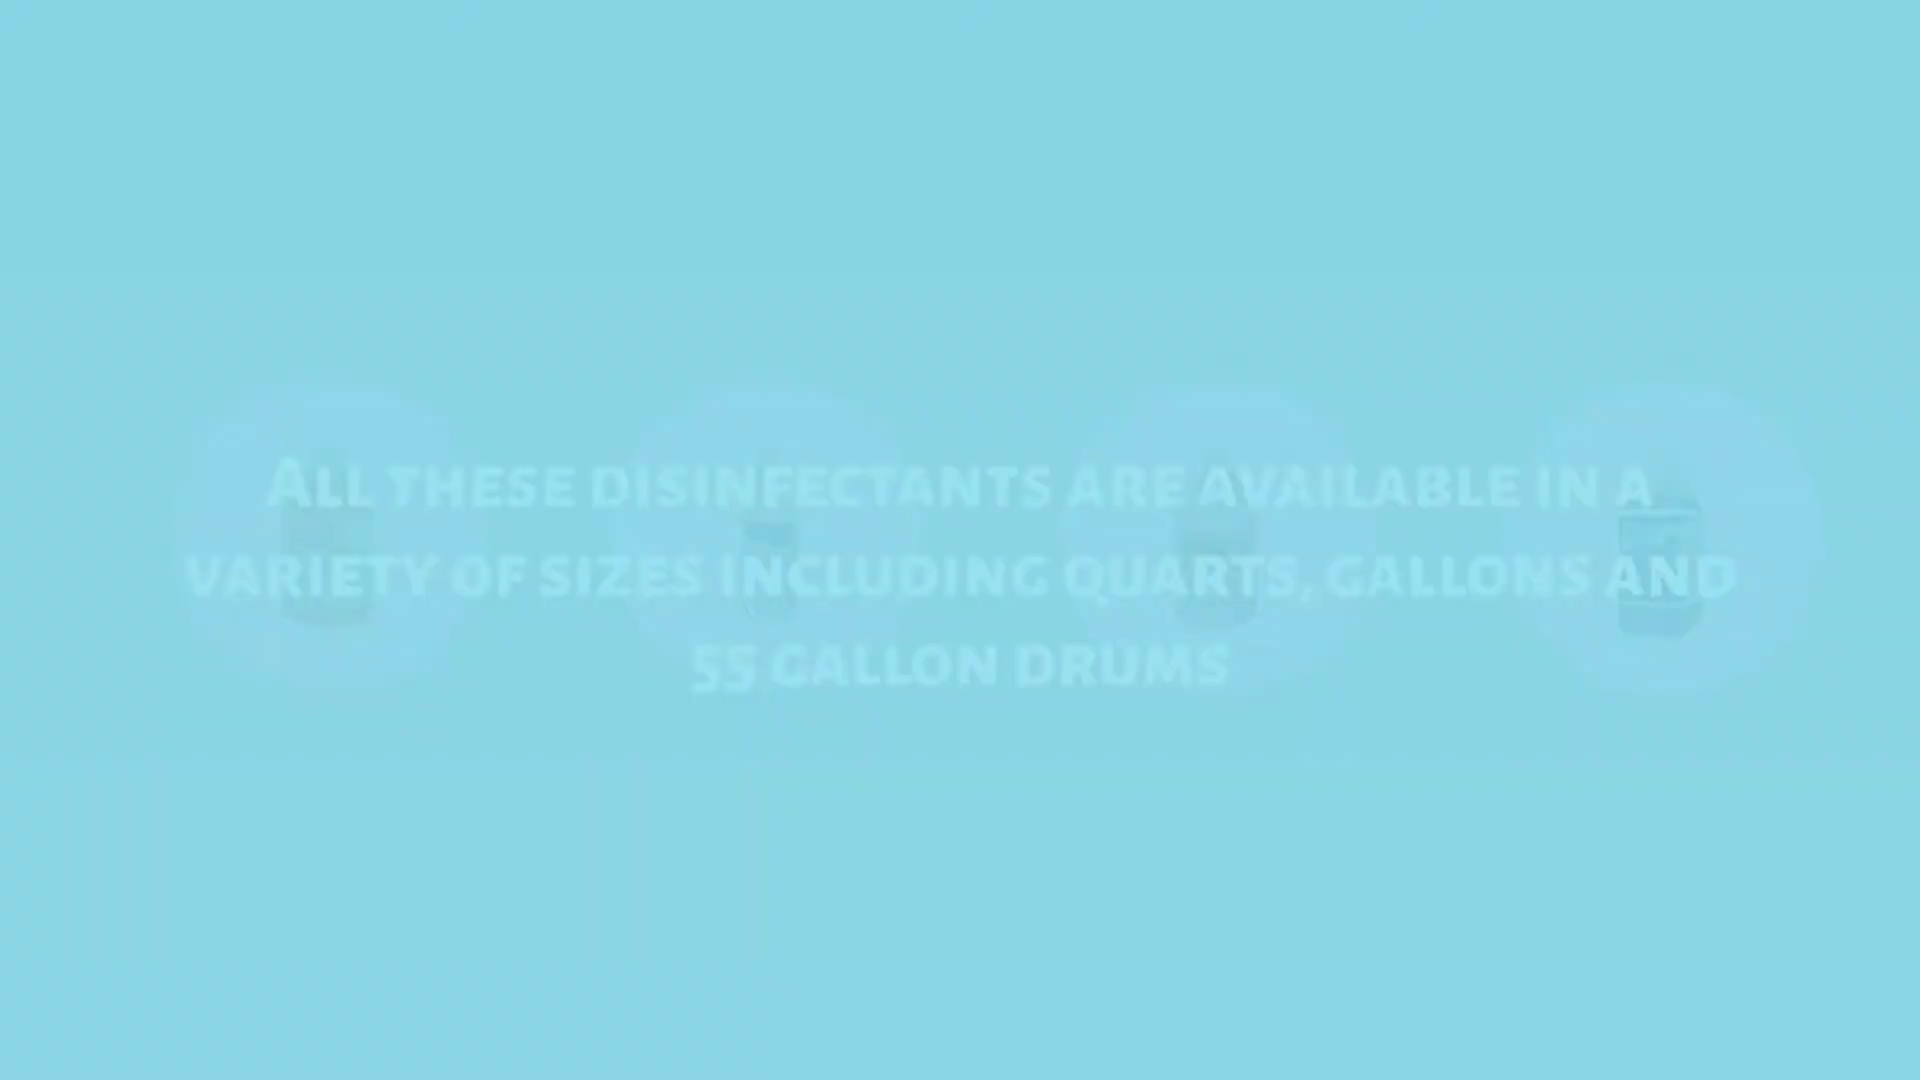 All these disinfectants are available in a
variety of sizes including quarts, gallons and
55 gallon drums